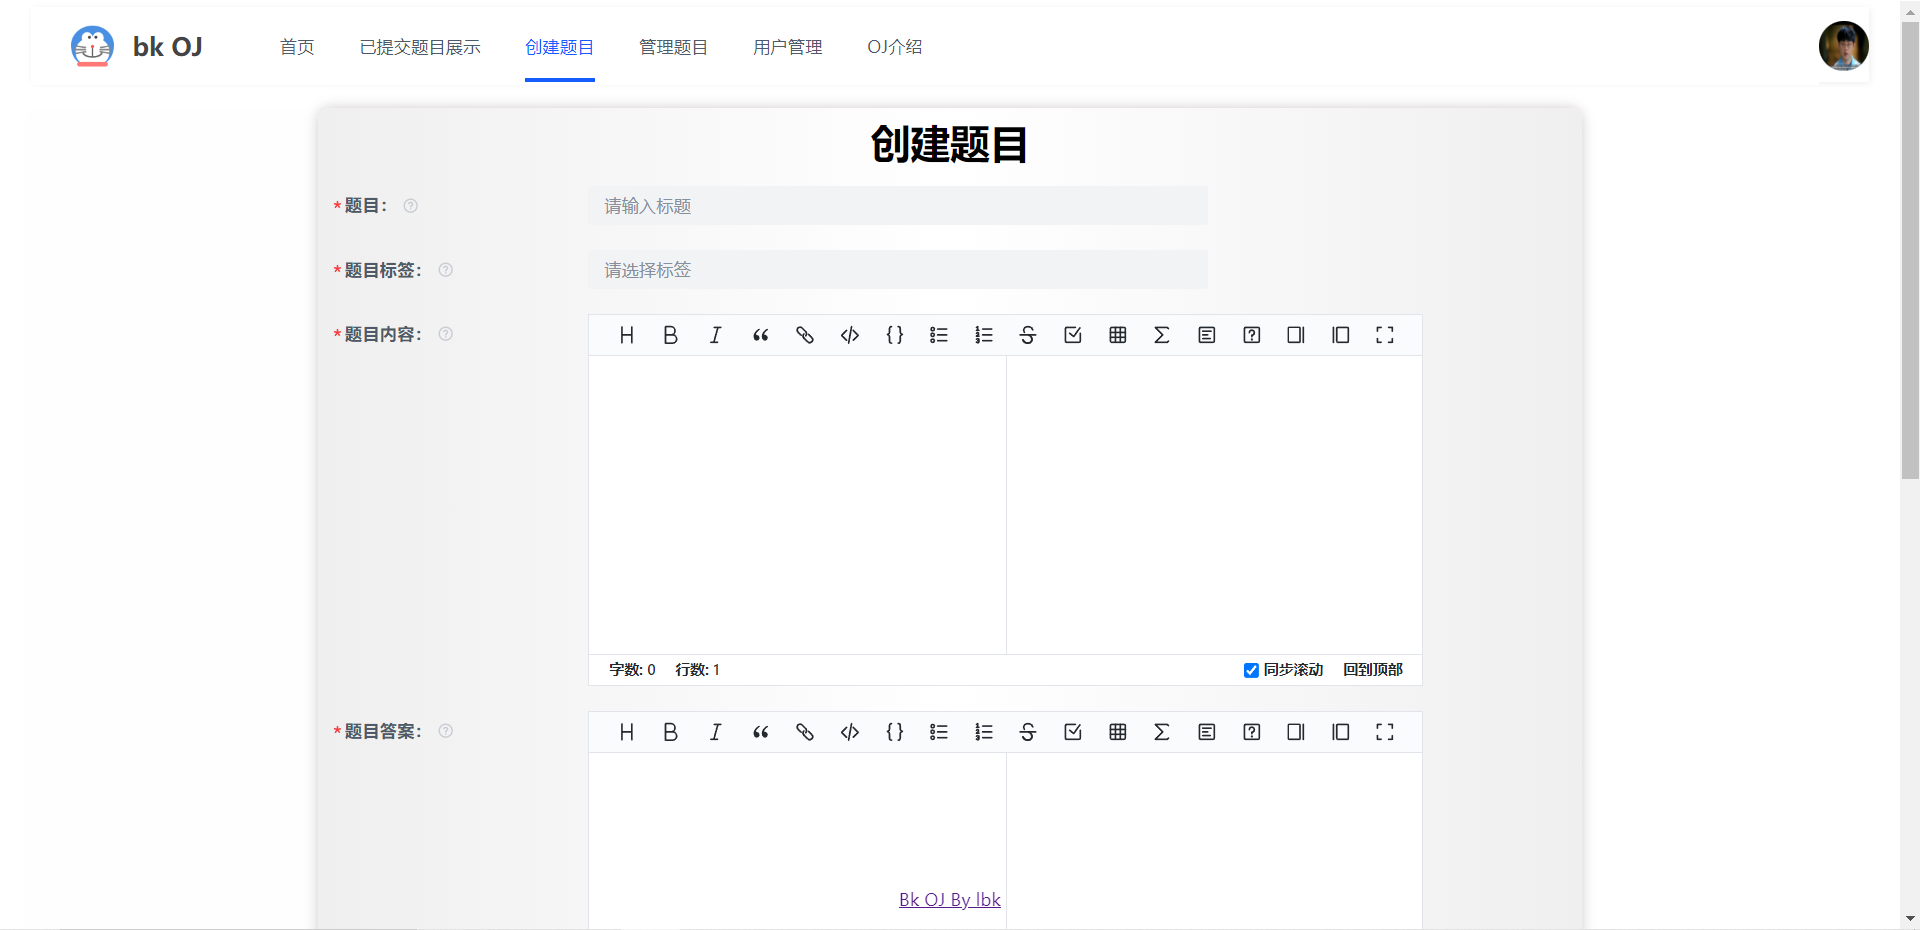 bk OJ
首页
已提交题目展示
创建题目
管理题目
用户管理
OJ介绍
创建题目
*题目：
请输入标题
*题目标签：
请选择标签
*题目内容：
字数: 0 行数: 1
同步滚动 回到顶部
*题目答案：
Bk OJ By lbk